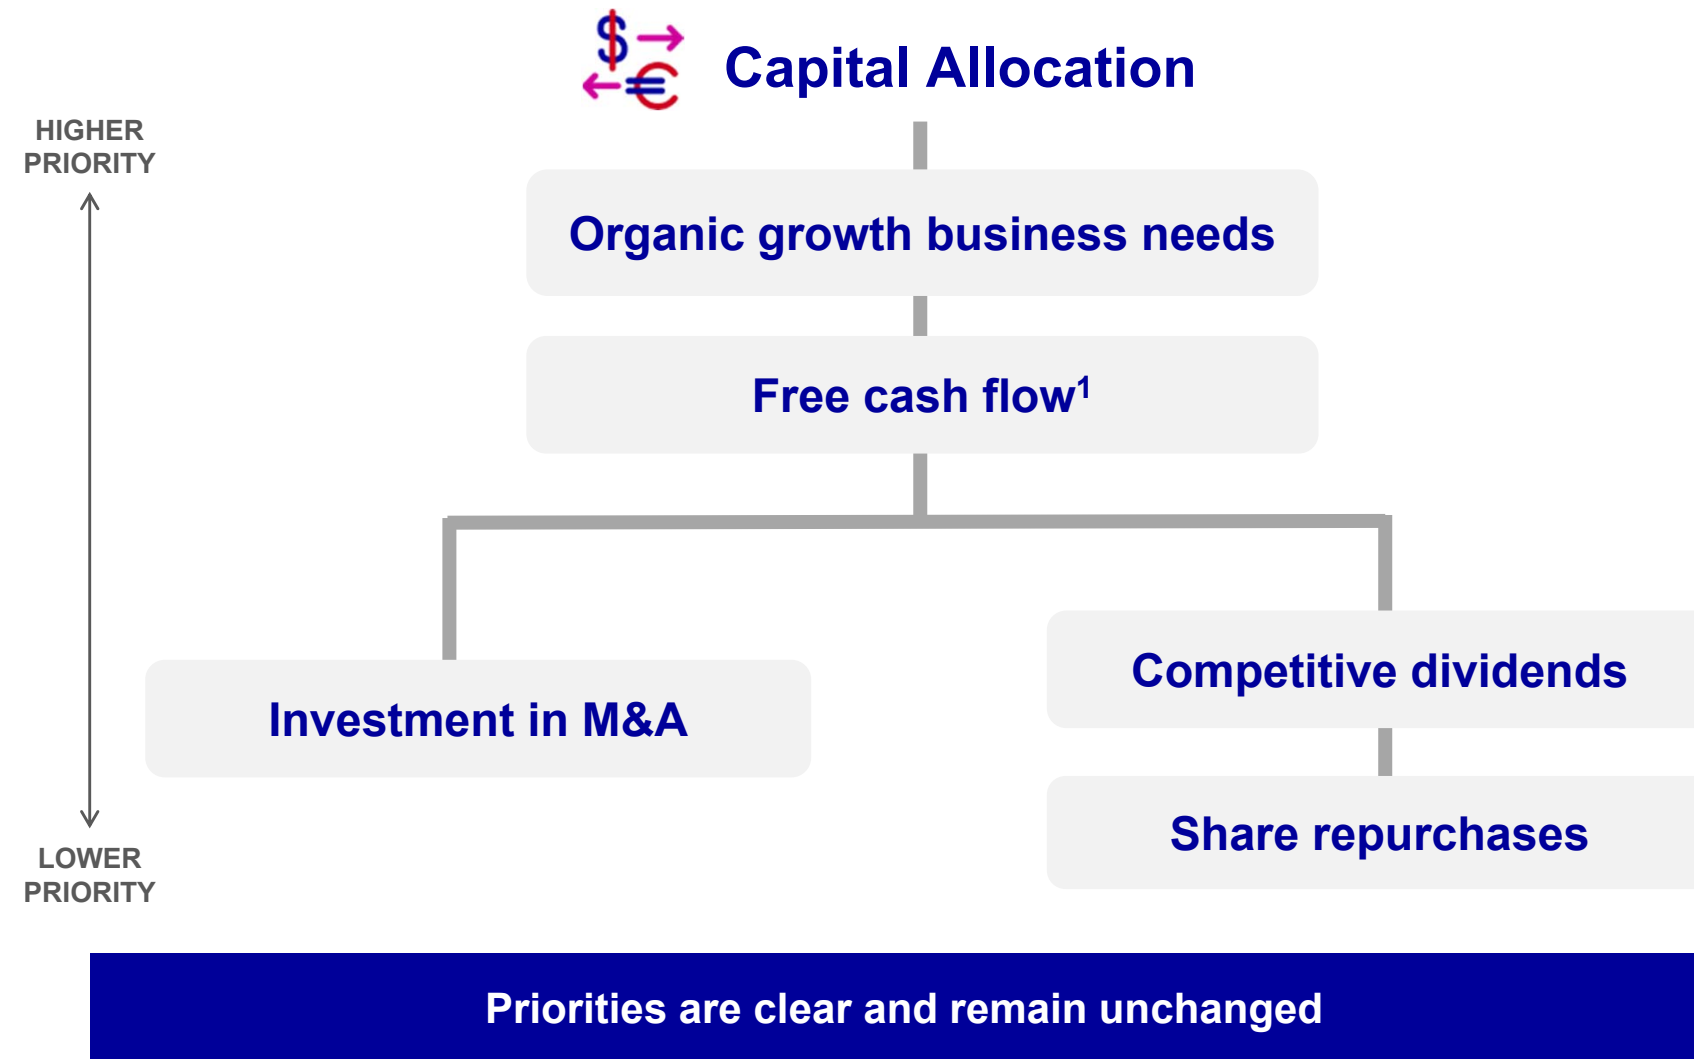 Capital Allocation
HIGHER
PRIORITY
Organic growth business needs
Free cash flow¹
Competitive dividends
Investment in M&A
Share repurchases
LOWER
PRIORITY
Priorities are clear and remain unchanged